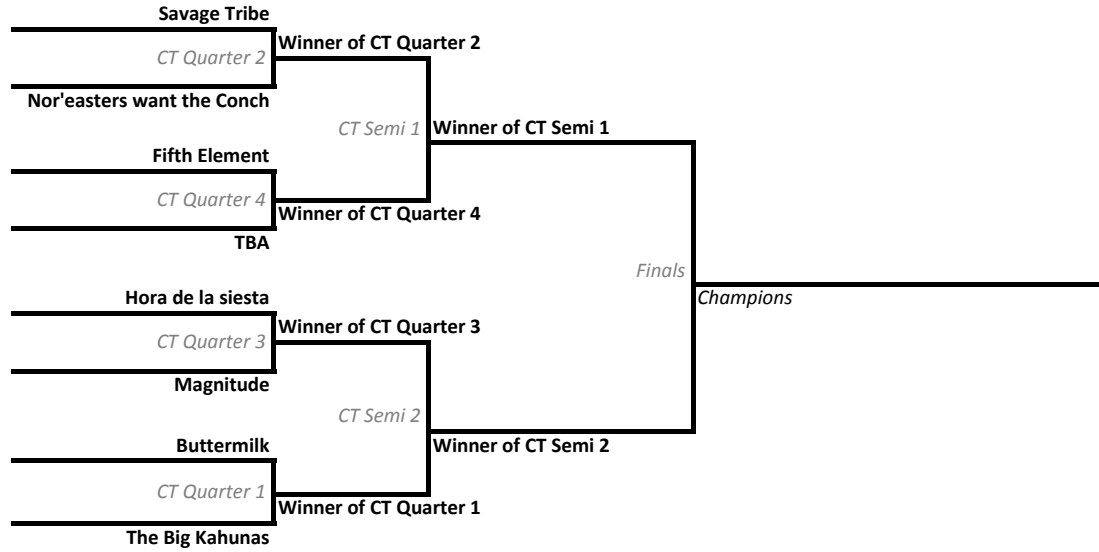 Savage Tribe
Winner of CT Quarter 2
CT Quarter 2
Nor'easters want the Conch
CT Semi 1
Winner of CT Semi 1
Fifth Element
CT Quarter 4
Winner of CT Quarter 4
TBA
Finals
Champions
Hora de la siesta
Winner of CT Quarter 3
CT Quarter 3
Magnitude
CT Semi 2
Buttermilk
Winner of CT Semi 2
CT Quarter 1
Winner of CT Quarter 1
The Big Kahunas